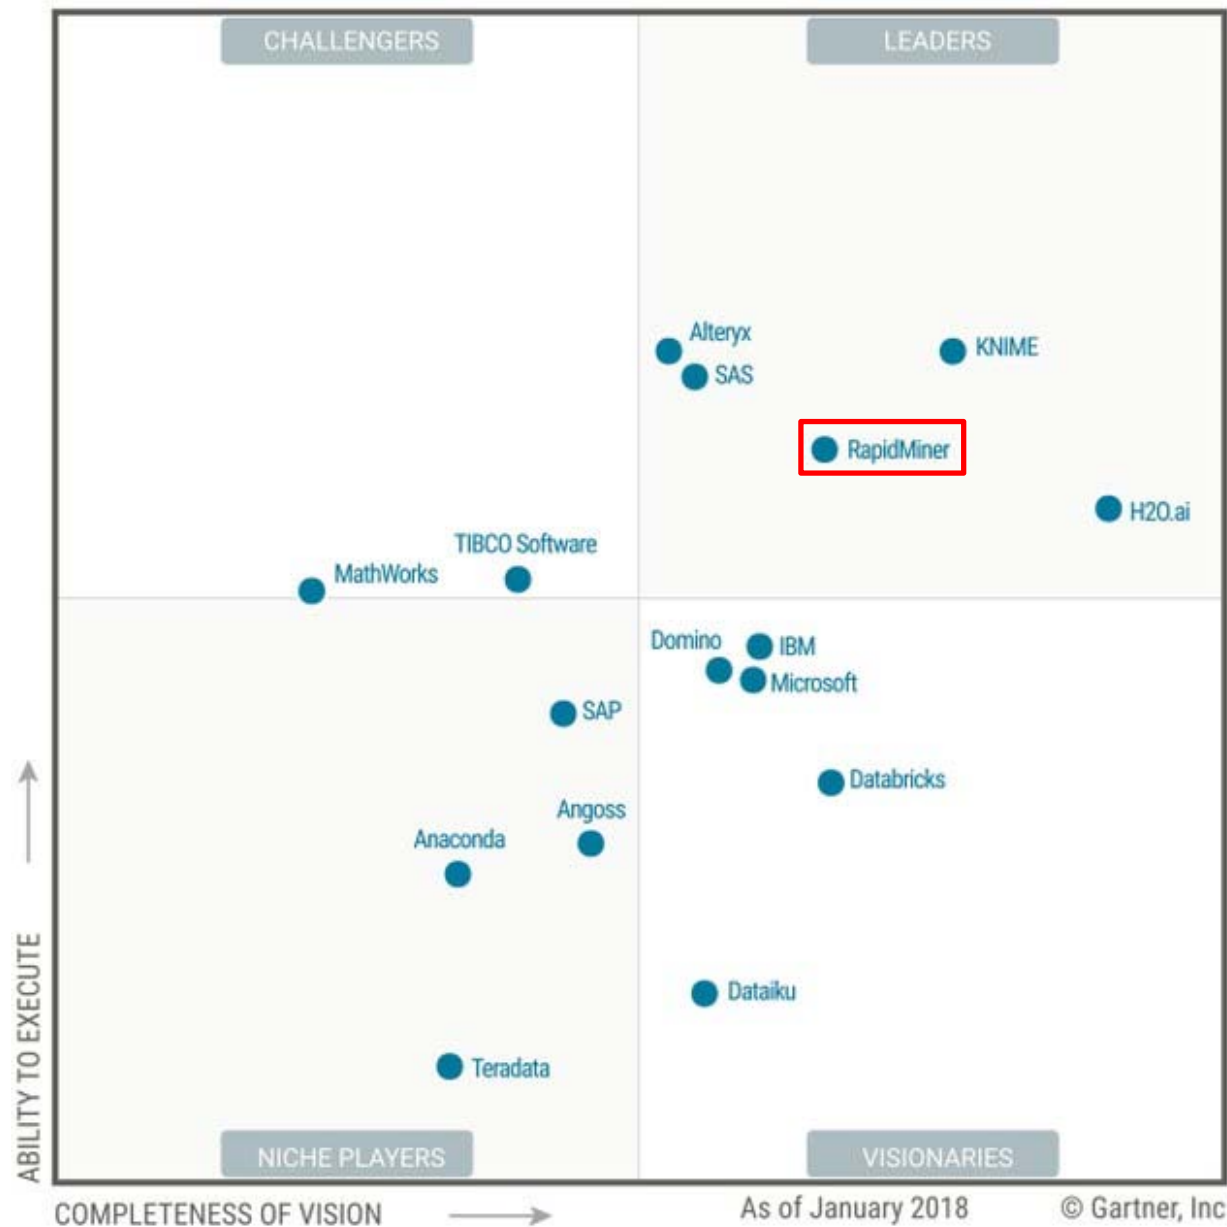 CHALLENGERS
LEADERS
Alteryx
KNIME
SAS
RapidMiner
H2O.ai
TIBCO Software
MathWorks
Domino
IBM
Microsoft
SAP
Databricks
Angoss
Anaconda
Dataiku
Teradata
NICHE PLAYERS
VISIONARIES
ABILITY TO EXECUTE
COMPLETENESS OF VISION
As of January 2018
© Gartner, Inc